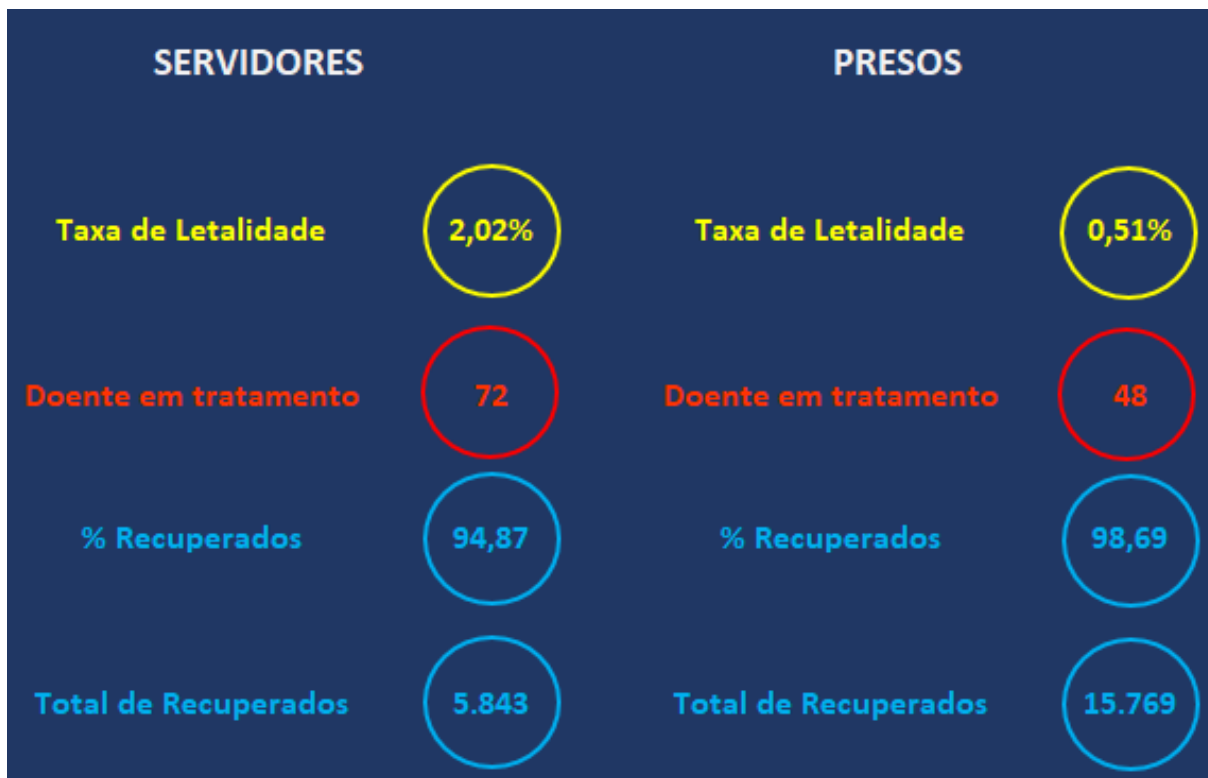 SERVIDORES
PRESOS
Taxa de Letalidade 2,02%
Taxa de Letalidade 0,51%
Doente em tratamento 72
Doente em tratamento 48
% Recuperados 94,87
% Recuperados 98,69
Total de Recuperados 5.843
Total de Recuperados 15.769